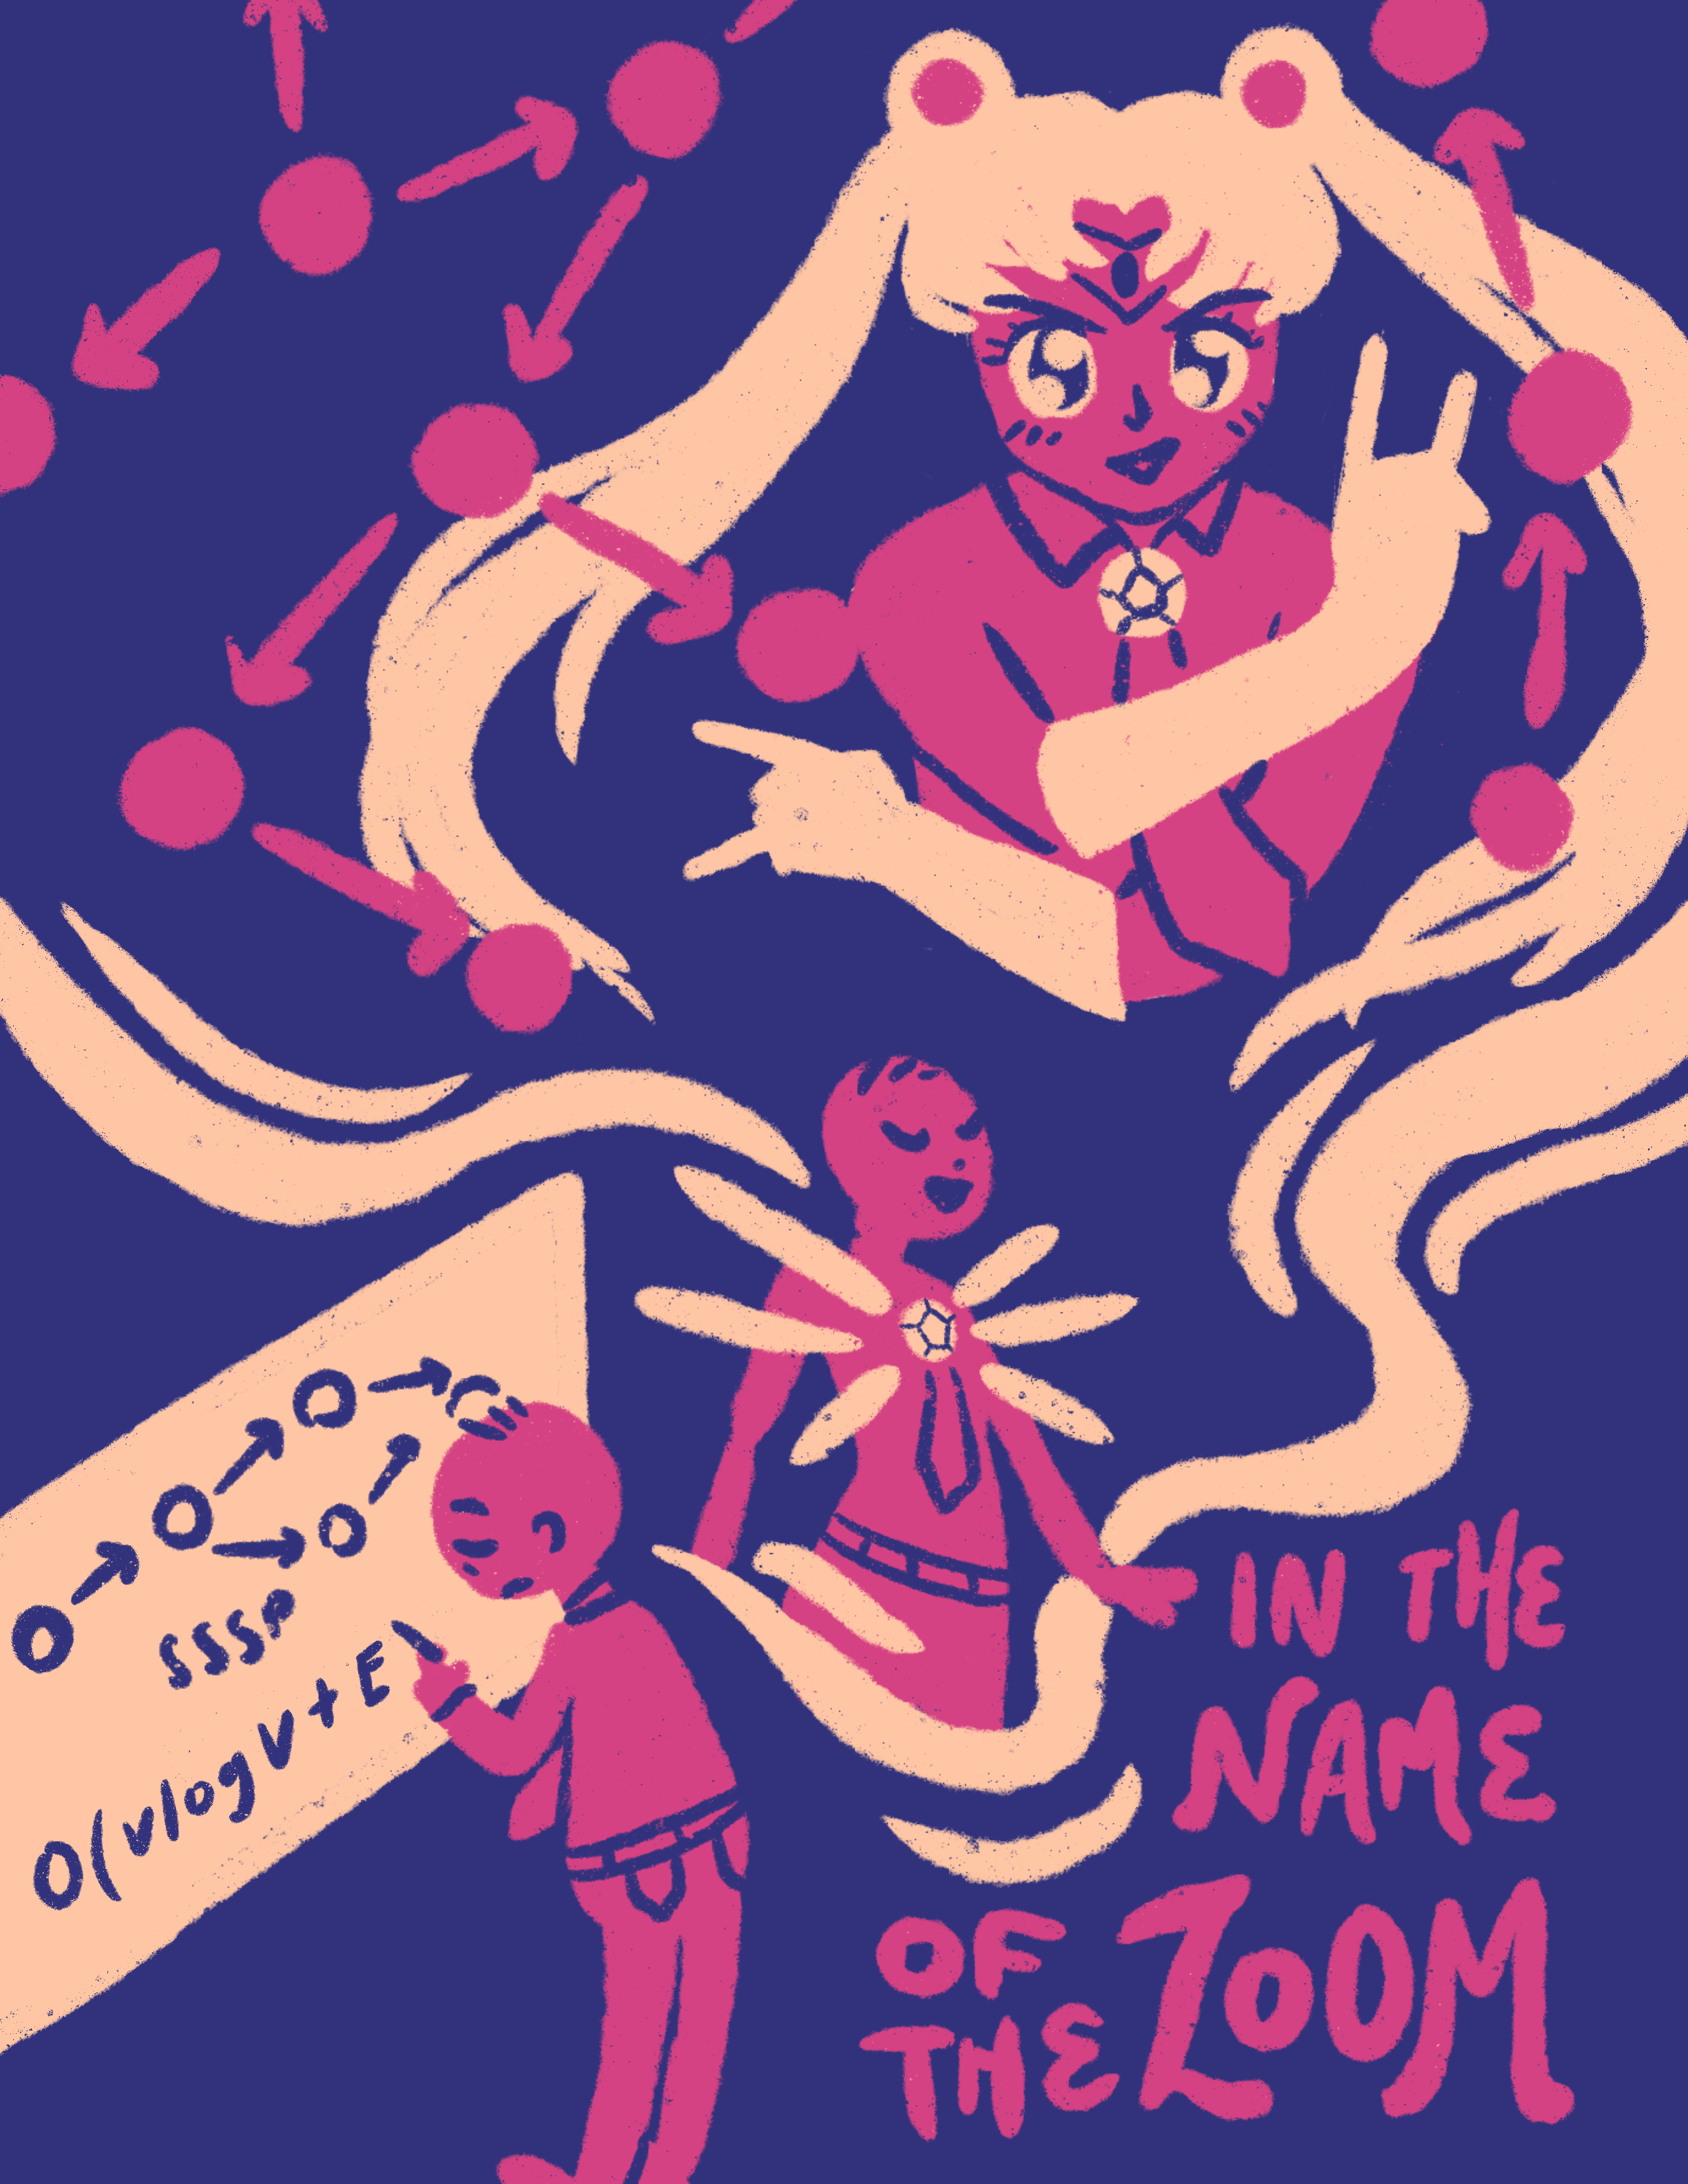 SSSP
O(vlogV+E
IN THE
NAME
OF THE ZOOM